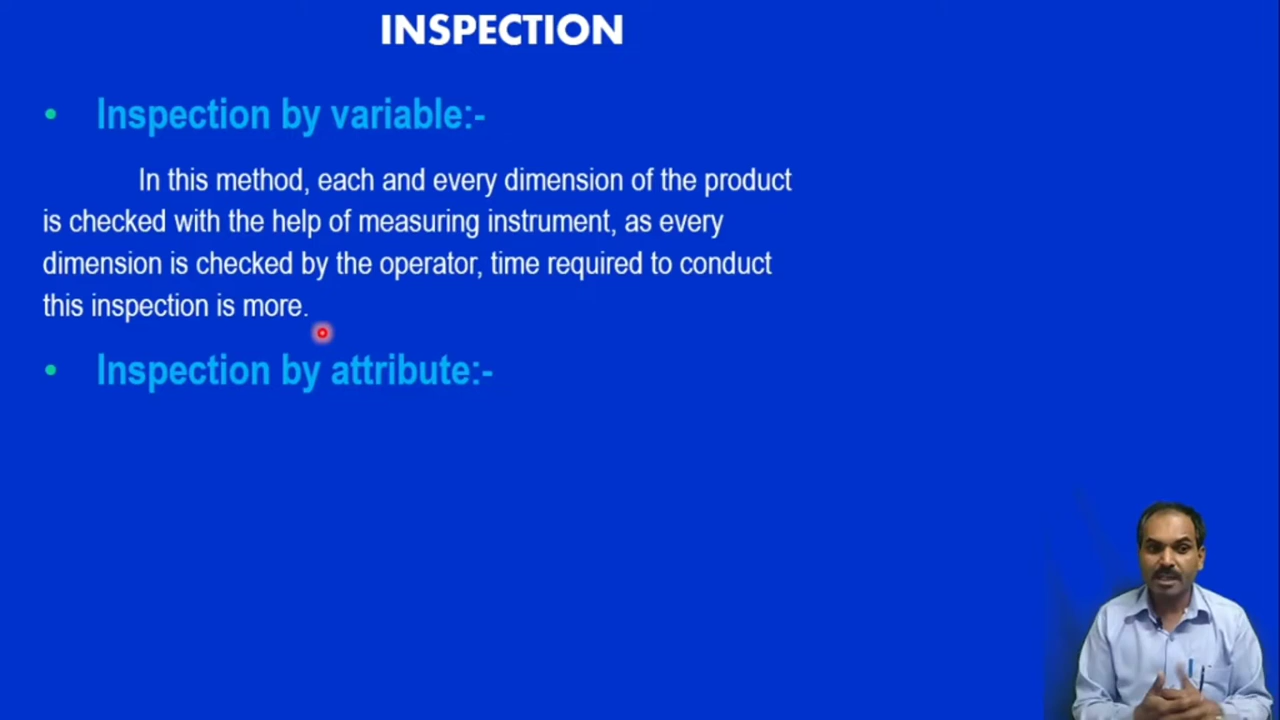 INSPECTION
• Inspection by variable:-
In this method, each and every dimension of the product
is checked with the help of measuring instrument, as every
dimension is checked by the operator, time required to conduct
this inspection is more.
• Inspection by attribute:-